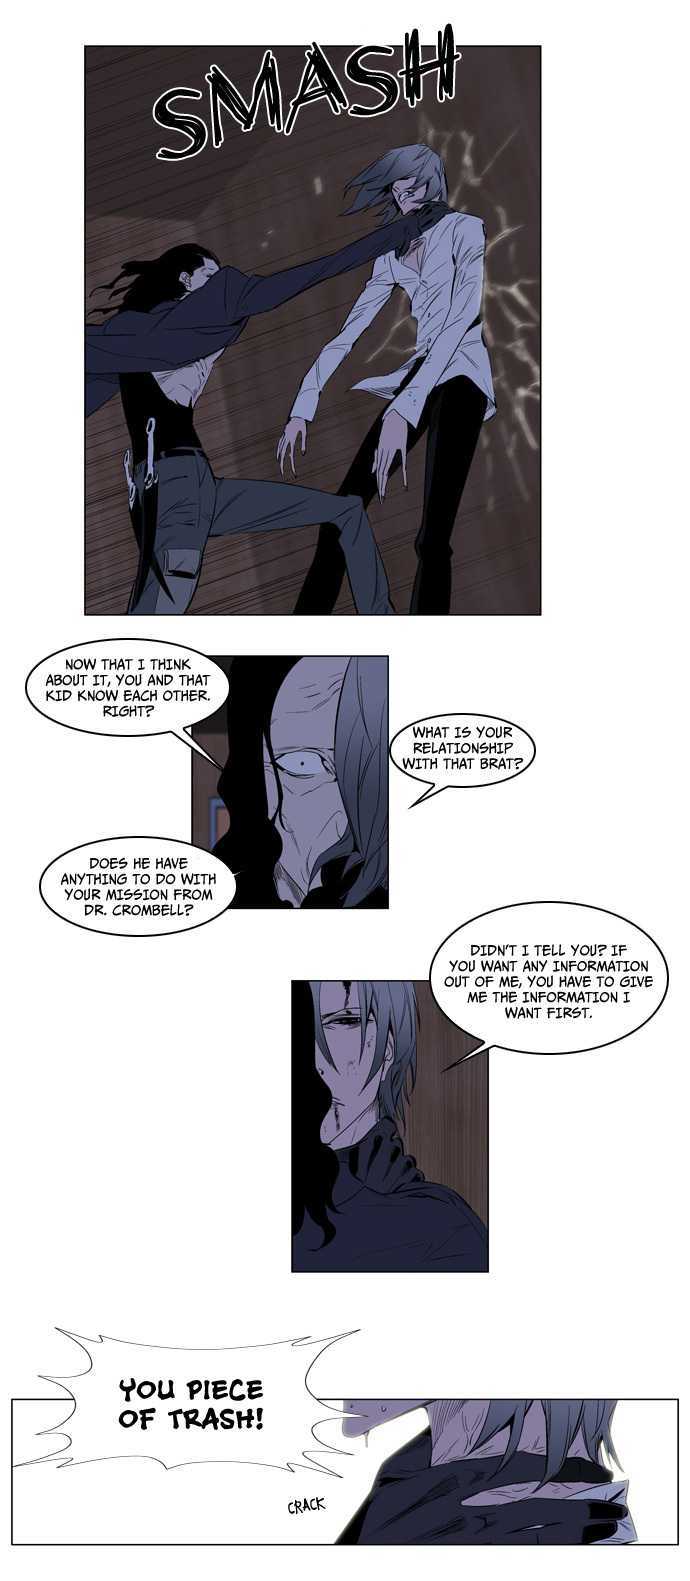 SMASH
NOW THAT I THINK
ABOUT IT, YOU AND THAT
KID KNOW EACH OTHER.
RIGHT?
WHAT IS YOUR
RELATIONSHIP
WITH THAT BRAT?
DOES HE HAVE
ANYTHING TO DO WITH
YOUR MISSION FROM
DR. CROMBELL?
DIDN'T I TELL YOU? IF
YOU WANT ANY INFORMATION
OUT OF ME, YOU HAVE TO GIVE
ME THE INFORMATION I
WANT FIRST.
YOU PIECE
OF TRASH!
CRACK